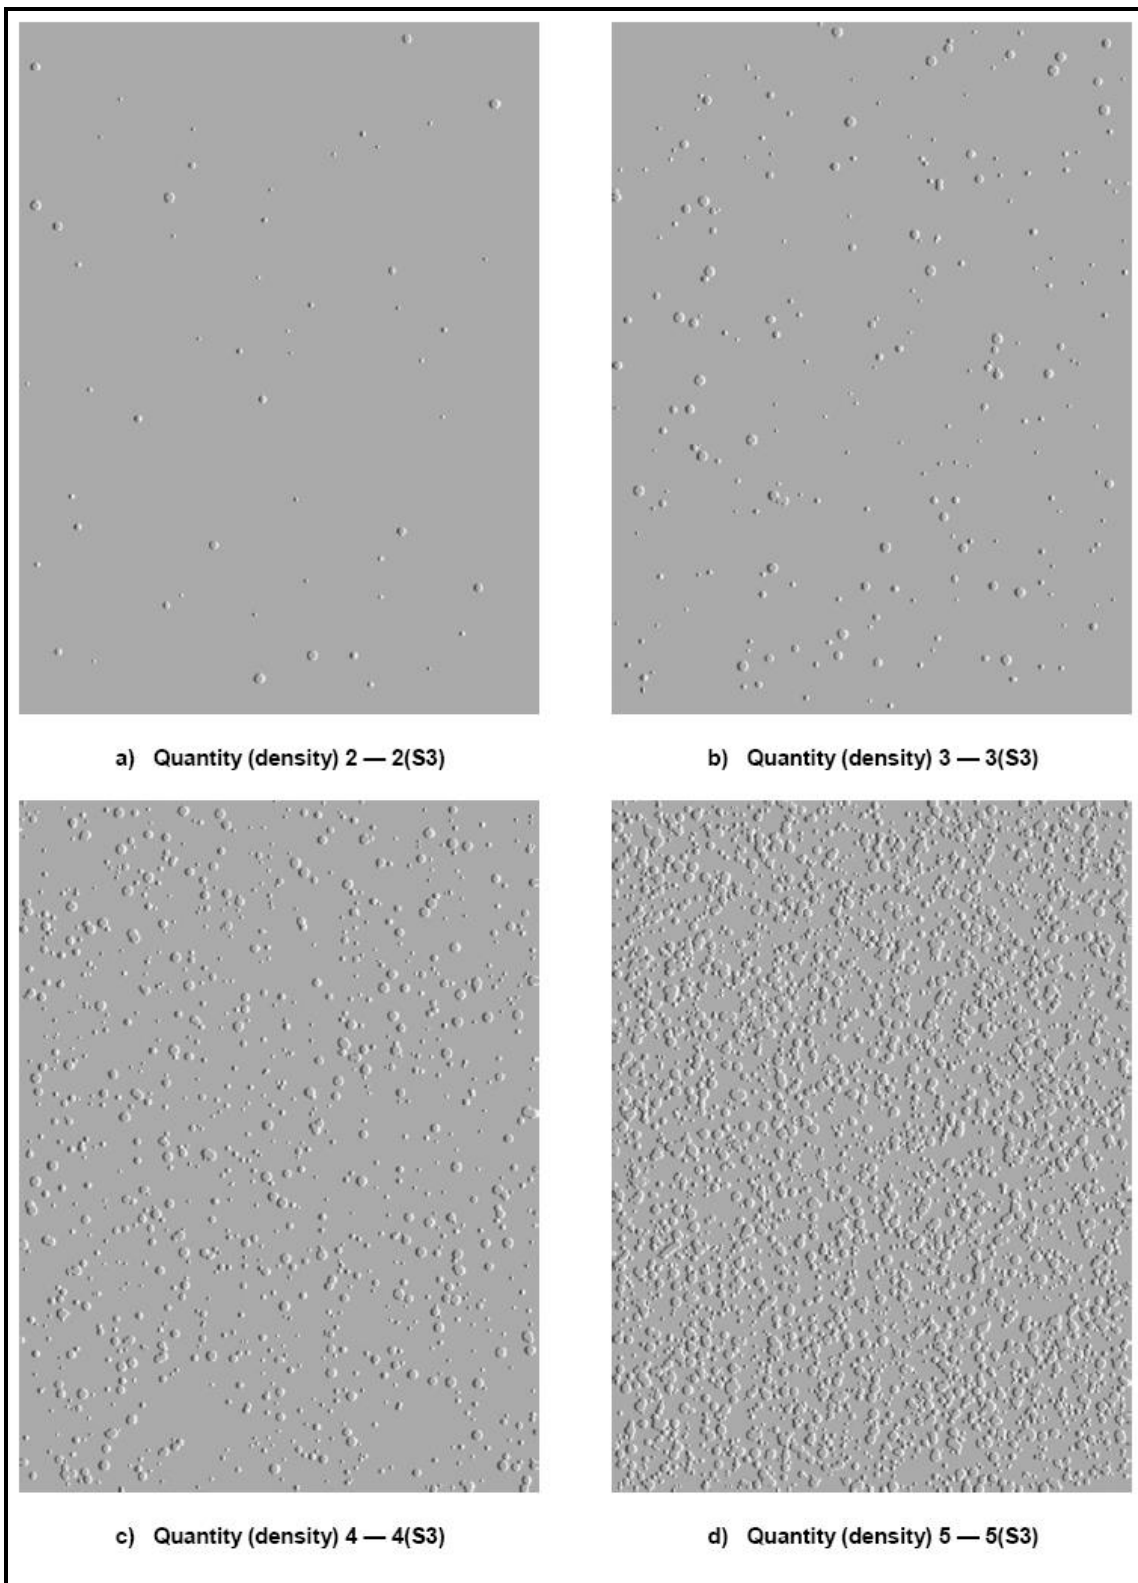 a) Quantity (density) 2 — 2(S3)
b) Quantity (density) 3 — 3(S3)
c) Quantity (density) 4 — 4(S3)
d) Quantity (density) 5 — 5(S3)